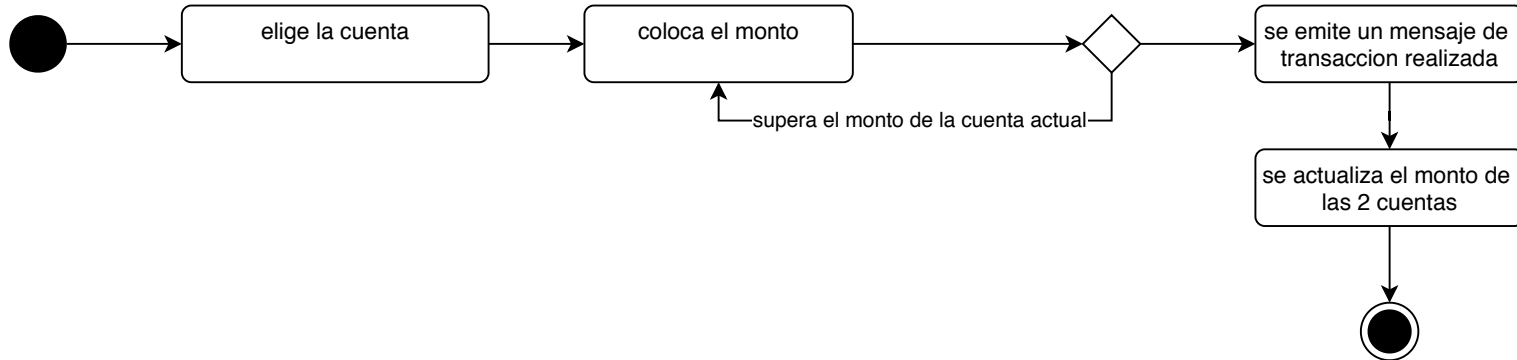 elige la cuenta
coloca el monto
se emite un mensaje de
transaccion realizada
supera el monto de la cuenta actual
se actualiza el monto de
las 2 cuentas